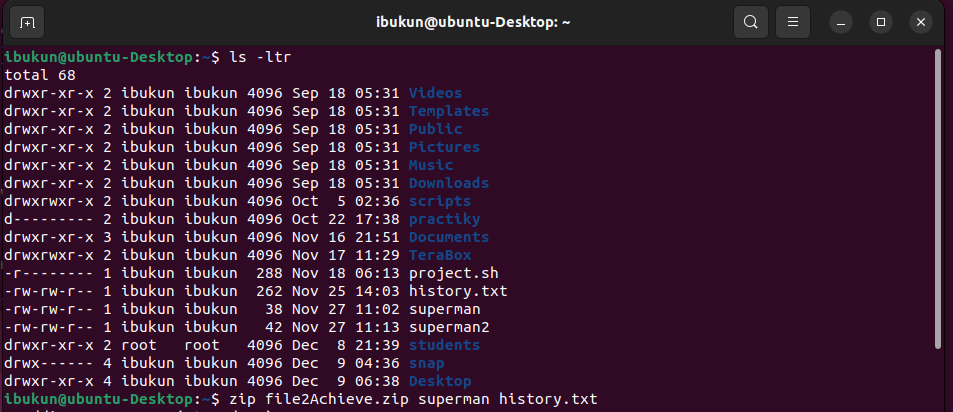 ibukun@ubuntu-Desktop: ~
ibukun@ubuntu-Desktop:~$ ls -ltr
total 68
drwxr-xr-x 2 ibukun ibukun 4096 Sep 18 05:31 Videos
drwxr-xr-x 2 ibukun ibukun 4096 Sep 18 05:31 Templates
drwxr-xr-x 2 ibukun ibukun 4096 Sep 18 05:31 Public
drwxr-xr-x 2 ibukun ibukun 4096 Sep 18 05:31 Pictures
drwxr-xr-x 2 ibukun ibukun 4096 Sep 18 05:31 Music
drwxr-xr-x 2 ibukun ibukun 4096 Sep 18 05:31 Downloads
drwxrwxr-x 2 ibukun ibukun 4096 Oct  5 02:36 scripts
d--------- 2 ibukun ibukun 4096 Oct 22 17:38 practiky
drwxr-xr-x 3 ibukun ibukun 4096 Nov 16 21:51 Documents
drwxrwxr-x 2 ibukun ibukun 4096 Nov 17 11:29 TeraBox
-r-------- 1 ibukun ibukun  288 Nov 18 06:13 project.sh
-rw-rw-r-- 1 ibukun ibukun  262 Nov 25 14:03 history.txt
-rw-rw-r-- 1 ibukun ibukun   38 Nov 27 11:02 superman
-rw-rw-r-- 1 ibukun ibukun   42 Nov 27 11:13 superman2
drwxr-xr-x 2 root   root   4096 Dec  8 21:39 students
drwx------ 4 ibukun ibukun 4096 Dec  9 04:36 snap
drwxr-xr-x 4 ibukun ibukun 4096 Dec  9 06:38 Desktop
ibukun@ubuntu-Desktop:~$ zip file2Achieve.zip superman history.txt